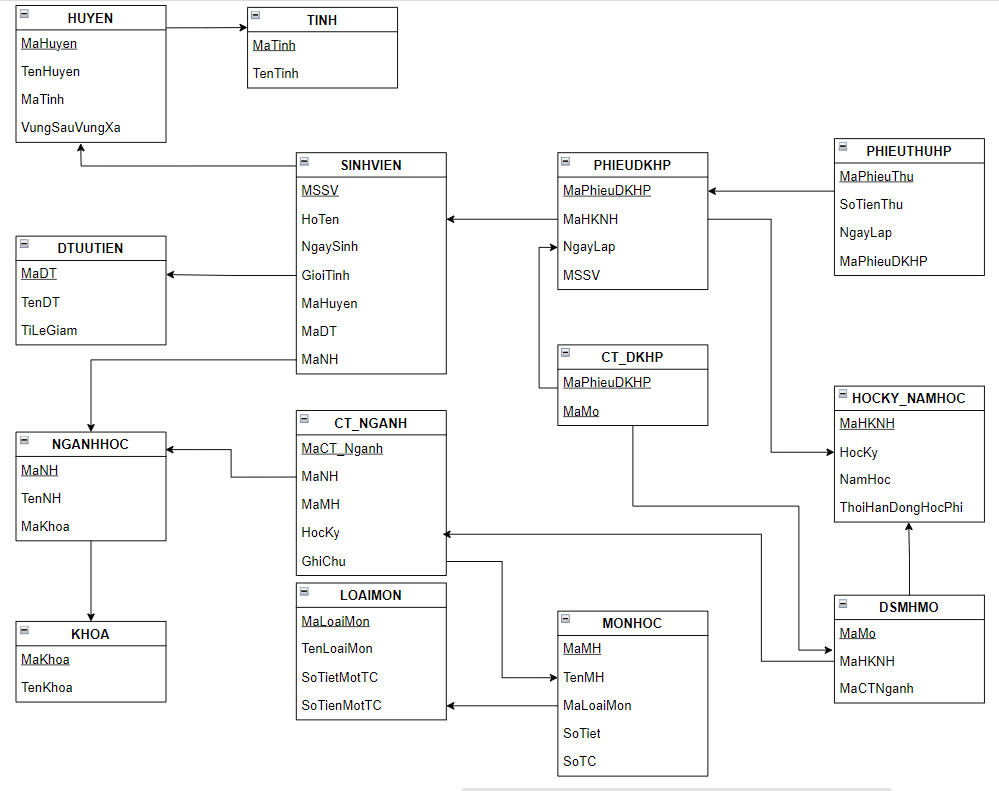 HUYEN
MaHuyen
TenHuyen
MaTinh
VungSauVungXa
TINH
MaTinh
TenTinh
SINHVIEN
MSSV
HoTen
NgaySinh
GioiTinh
MaHuyen
MaDT
MaNH
PHIEUDKHP
MaPhieuDKHP
MaHKNH
NgayLap
MSSV
PHIEUTHUHP
MaPhieuThu
SoTienThu
NgayLap
MaPhieuDKHP
DTUUTIEN
MaDT
TenDT
TiLeGiam
CT_DKHP
MaPhieuDKHP
MaMo
HOCKY_NAMHOC
MaHKNH
HocKy
NamHoc
ThoiHanDongHocPhi
NGANHHOC
MaNH
TenNH
MaKhoa
CT_NGANH
MaCT_Nganh
MaNH
MaMH
HocKy
GhiChu
KHOA
MaKhoa
TenKhoa
LOAIMON
MaLoaiMon
TenLoaiMon
SoTietMotTC
SoTienMotTC
MONHOC
MaMH
TenMH
MaLoaiMon
SoTiet
SoTC
DSMHMO
MaMo
MaHKNH
MaCTNganh